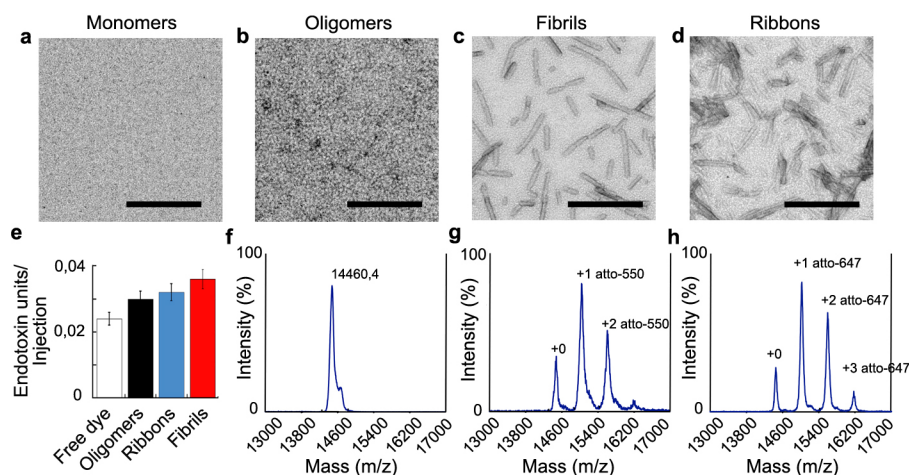 Monomers
Oligomers
Fibrils
Ribbons
a
b
c
d
e
Endotoxin units/
Injection
0,04
0,02
0
Free dye
Oligomers
Ribbons
Fibrils
f
Intensity (%)
100
0
14460,4
13000
13800
14600
15400
16200
17000
Mass (m/z)
g
Intensity (%)
100
0
+0
+1 atto-550
+2 atto-550
13000
13800
14600
15400
16200
17000
Mass (m/z)
h
Intensity (%)
100
0
+0
+1 atto-647
+2 atto-647
+3 atto-647
13000
13800
14600
15400
16200
17000
Mass (m/z)